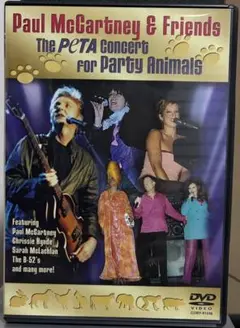 Paul McCartney & Friends
The PETA Concert
for Party Animals
Featuring
Paul McCartney
Chrissie Hynde
Sarah McLachlan
The B-52's
and many more!
DVD
VIDEO